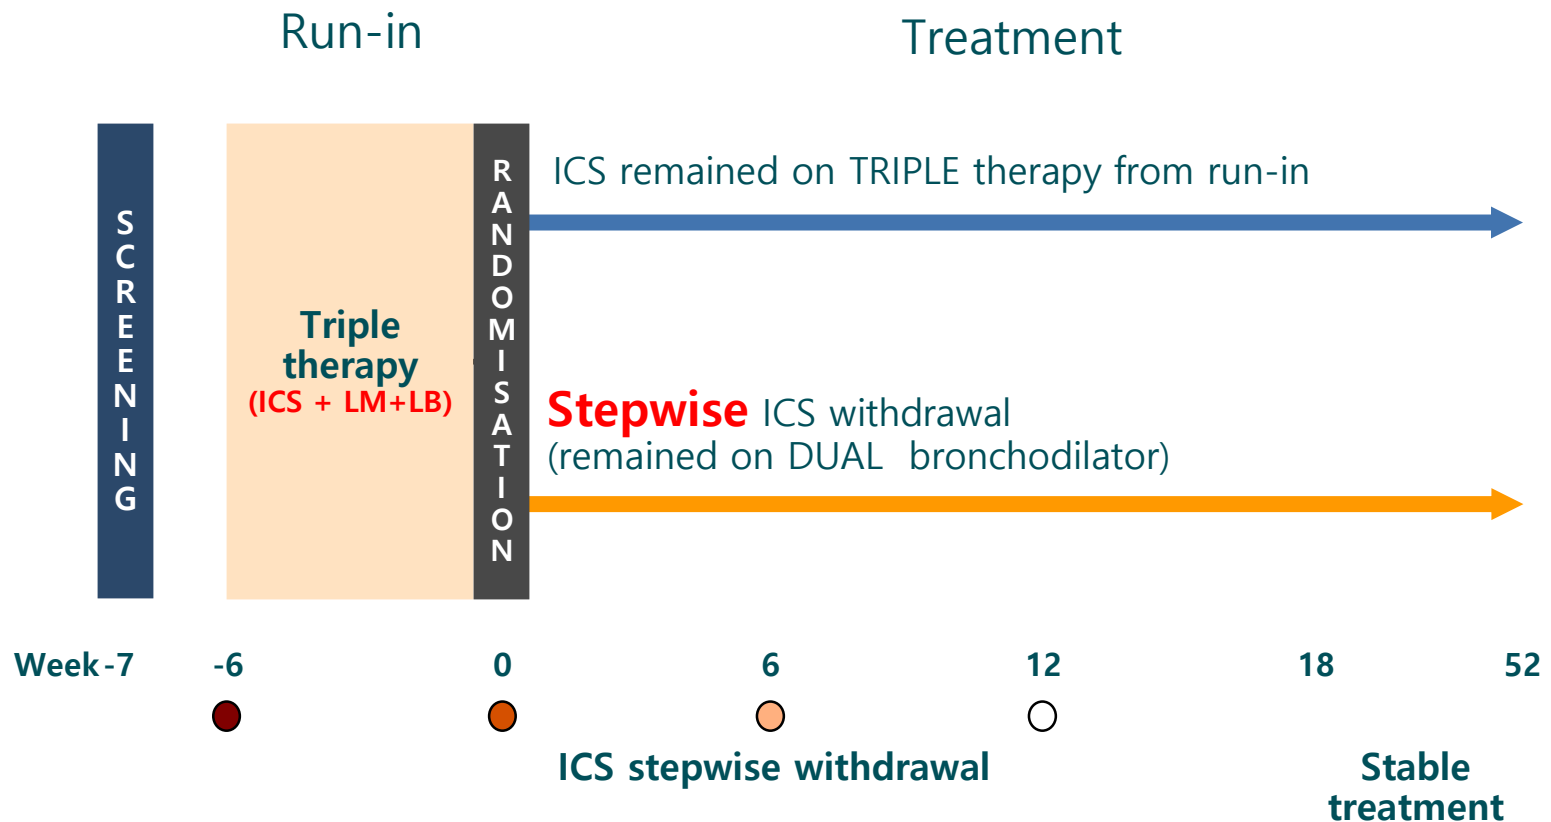 Run-in
Treatment
SCREENING
Triple
therapy
(ICS + LM+LB)
RANDOMISATION
ICS remained on TRIPLE therapy from run-in
Stepwise ICS withdrawal
(remained on DUAL  bronchodilator)
Week -7 -6 0 6 12 18 52
ICS stepwise withdrawal
Stable
treatment